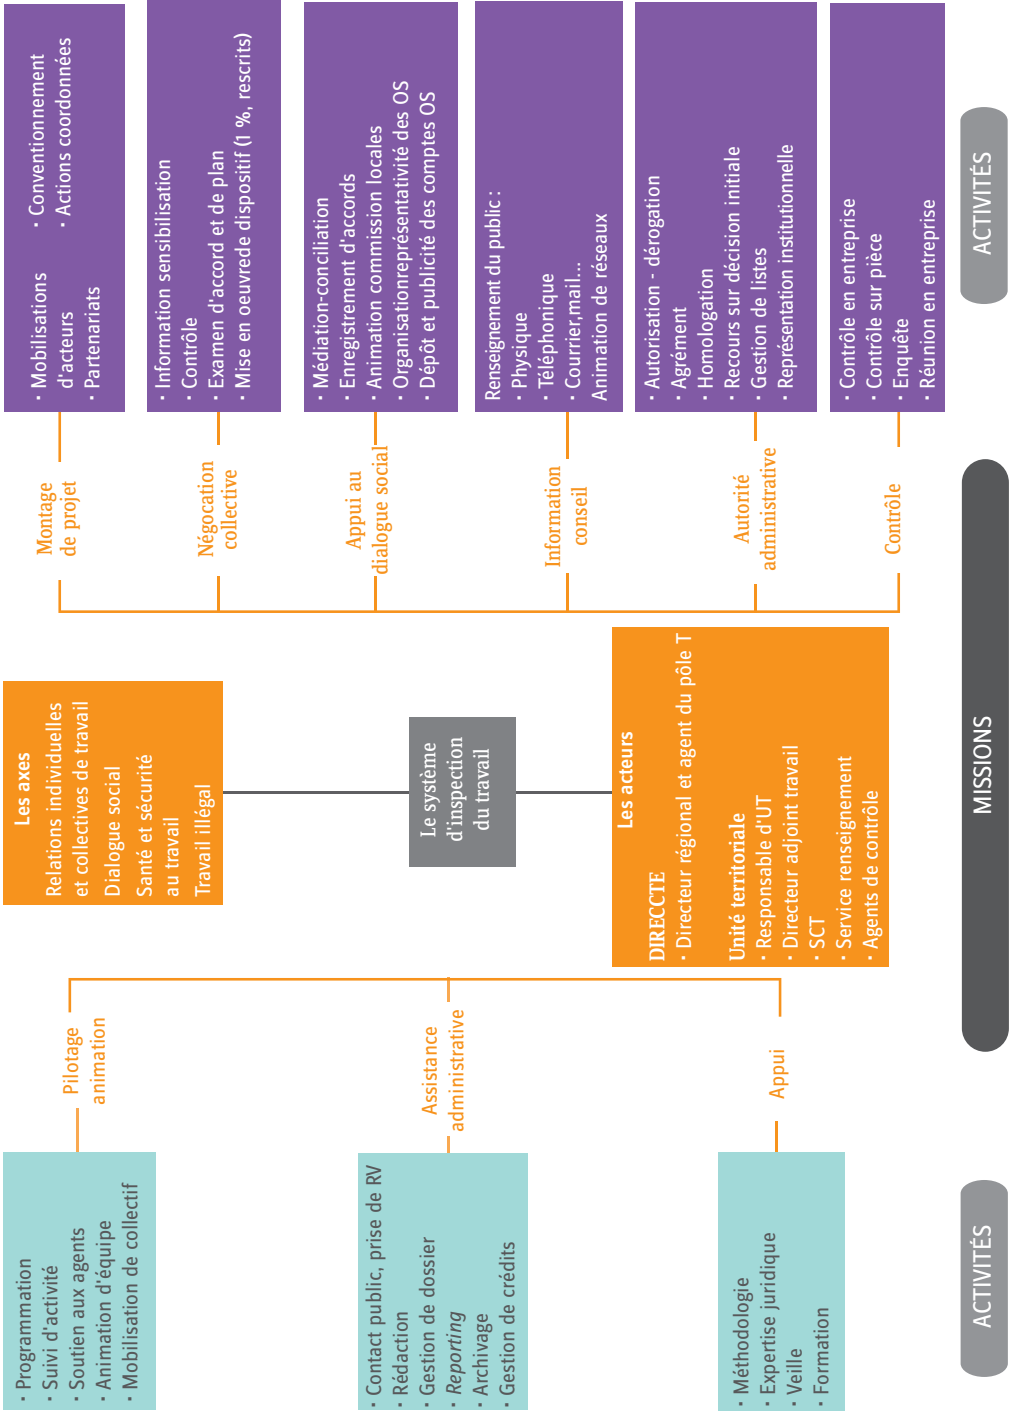 · Programmation
· Suivi d'activité
· Soutien aux agents
· Animation d'équipe
· Mobilisation de collectif
· Contact public, prise de RV
· Rédaction
· Gestion de dossier
· Reporting
· Archivage
· Gestion de crédits
· Méthodologie
· Expertise juridique
· Veille
· Formation
ACTIVITÉS
Pilotage
animation
Assistance
administrative
Appui
Les axes
Relations individuelles
et collectives de travail
Dialogue social
Santé et sécurité
au travail
Travail illégal
Le système
d'inspection
du travail
Les acteurs
DIRECCTE
· Directeur régional et agent du pôle T
Unité territoriale
· Responsable d'UT
· Directeur adjoint travail
· SCT
· Service renseignement
· Agents de contrôle
MISSIONS
Montage
de projet
Négocation
collective
Appui au
dialogue social
Information
conseil
Autorité
administrative
Contrôle
· Mobilisations
d'acteurs
· Partenariats
· Conventionnement
· Actions coordonnées
· Information sensibilisation
· Contrôle
· Examen d'accord et de plan
· Mise en oeuvrede dispositif (1 %, rescrits)
· Médiation-conciliation
· Enregistrement d'accords
· Animation commission locales
· Organisationreprésentativité des OS
· Dépôt et publicité des comptes OS
Renseignement du public :
· Physique
· Téléphonique
· Courrier,mail...
Animation de réseaux
· Autorisation - dérogation
· Agrément
· Homologation
· Recours sur décision initiale
· Gestion de listes
· Représentation institutionnelle
· Contrôle en entreprise
· Contrôle sur pièce
· Enquête
· Réunion en entreprise
ACTIVITÉS